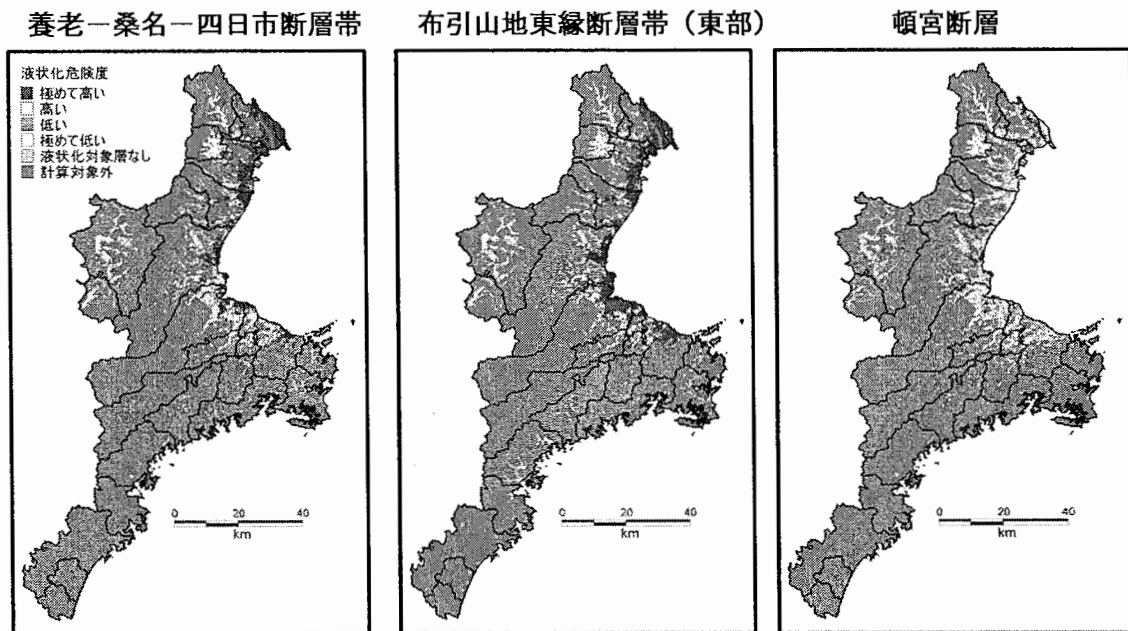 養老－桑名－四日市断層帯
布引山地東縁断層帯（東部）
頓宮断層
液状化危険度
極めて高い
高い
低い
極めて低い
液状化対象層なし
計算対象外
0 20 40
km
0 20 40
km
0 20 40
km